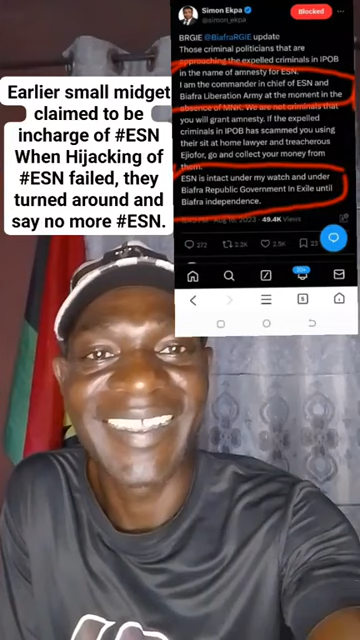 Earlier small midget
claimed to be
incharge of #ESN
When Hijacking of
#ESN failed, they
turned around and
say no more #ESN.
Simon Ekpa
@simon_ekpa
Blocked
BRGIE @BiafraRGIE update
Those criminal politicians that are
approaching the expelled criminals in IPOB
in the name of amnesty for ESN.
I am the commander in chief of ESN and
Biafra Liberation Army at the moment in the
absence of MNK. We are not criminals that
you will grant amnesty. If the expelled
criminals in IPOB has scammed you using
their sit at home lawyer and treacherous
Ejiofor, go and collect your money from
them.
ESN is intact under my watch and under
Biafra Republic Government In Exile until
Biafra independence.
49.4K Views
272 2.2K 2.5K 23